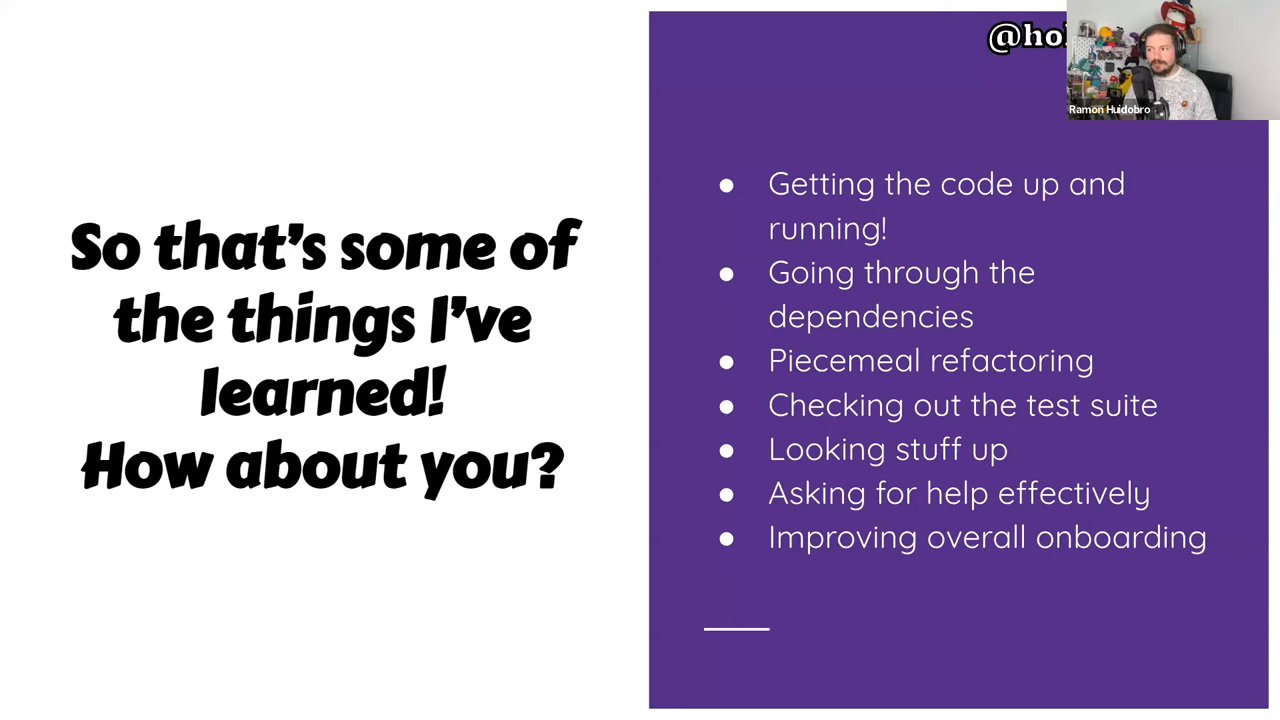 So that's some of
the things I've
learned!
How about you?
Ramon Huidobro
● Getting the code up and
running!
● Going through the
dependencies
● Piecemeal refactoring
● Checking out the test suite
● Looking stuff up
● Asking for help effectively
● Improving overall onboarding